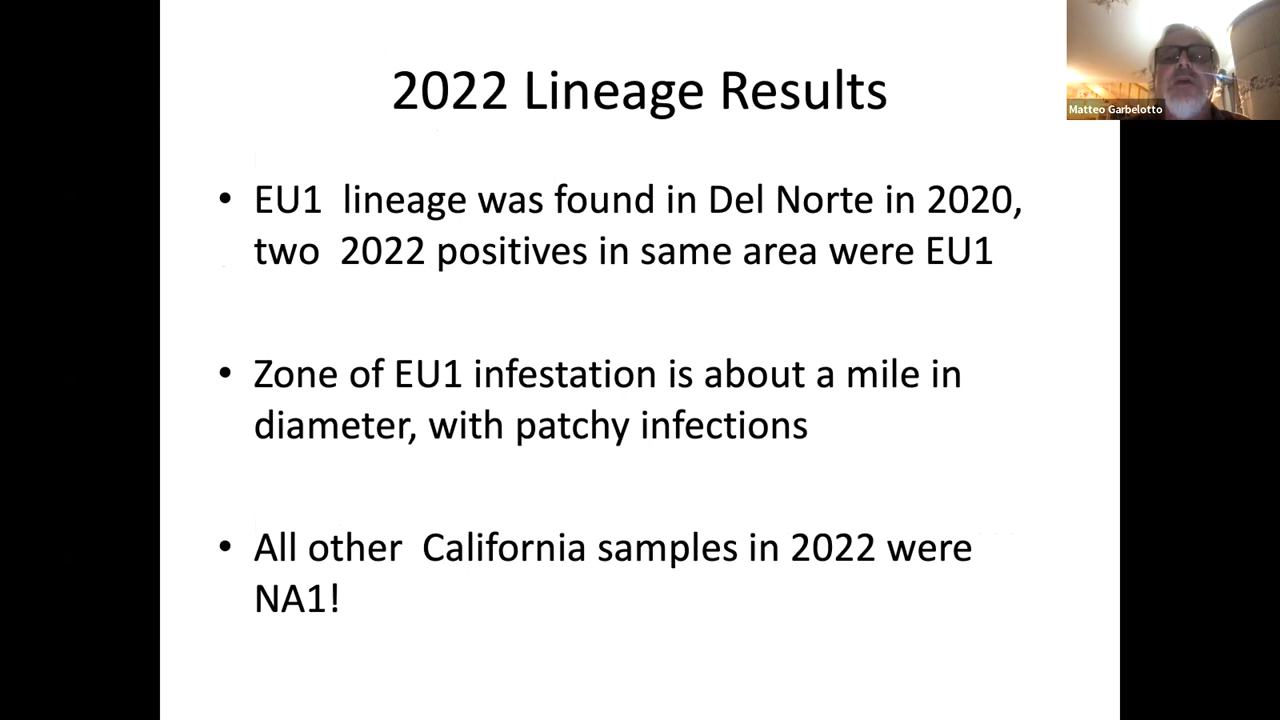 2022 Lineage Results
Matteo Garbelotto
• EU1 lineage was found in Del Norte in 2020,
two 2022 positives in same area were EU1
• Zone of EU1 infestation is about a mile in
diameter, with patchy infections
• All other California samples in 2022 were
NA1!